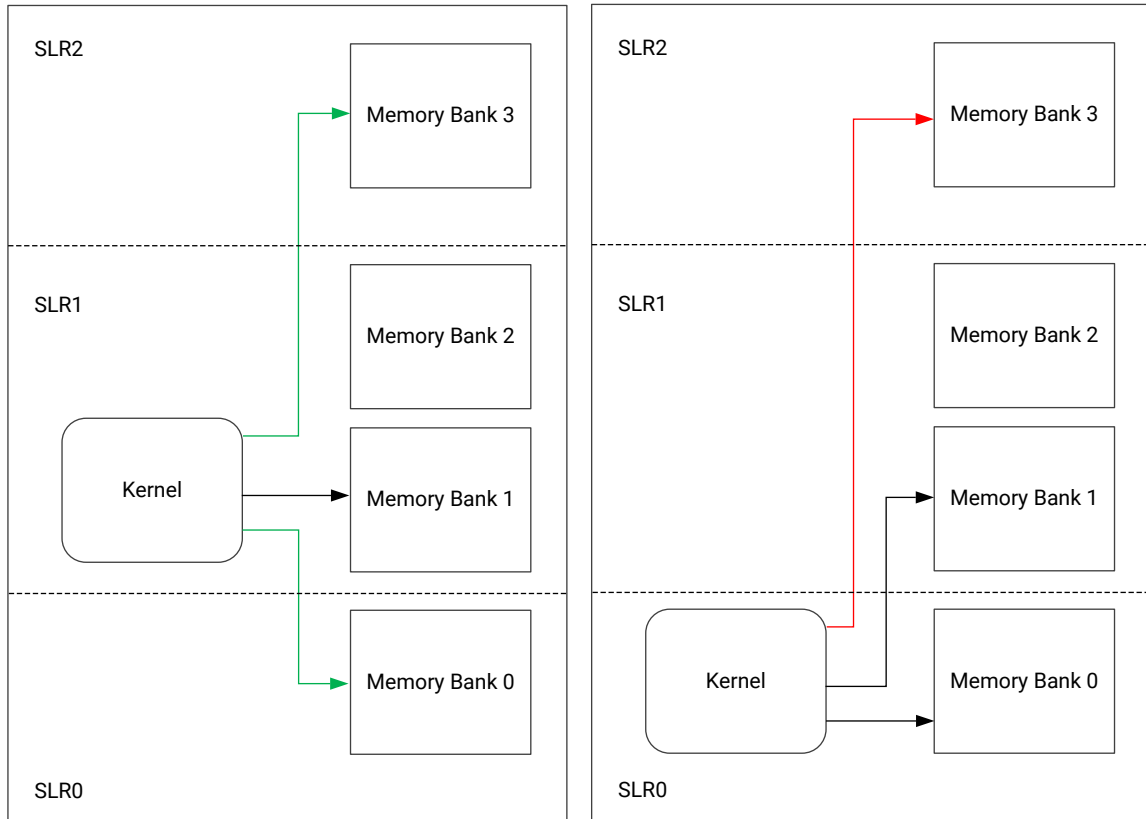 SLR2
Memory Bank 3
SLR1
Memory Bank 2
Kernel
Memory Bank 1
Memory Bank 0
SLR0
SLR2
Memory Bank 3
SLR1
Memory Bank 2
Memory Bank 1
Kernel
Memory Bank 0
SLR0